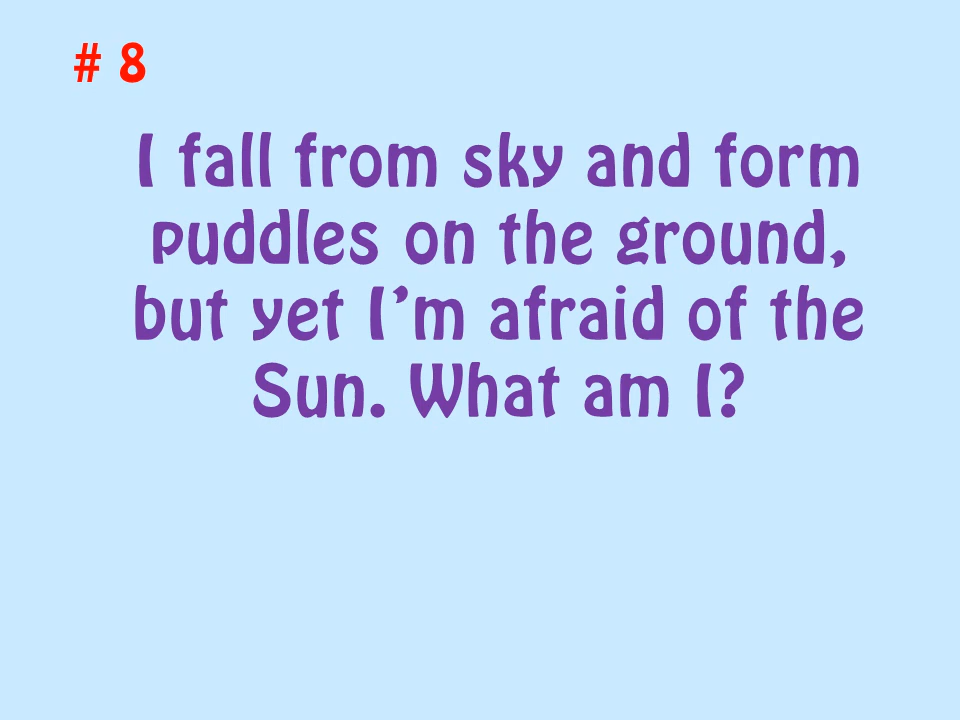 # 8
I fall from sky and form
puddles on the ground,
but yet I’m afraid of the
Sun. What am I?